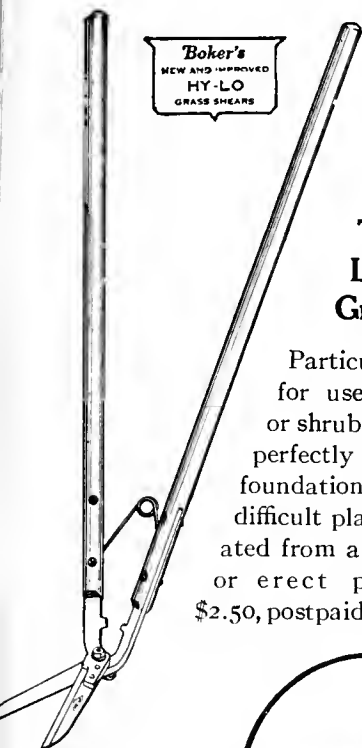 Boker's
NEW AND IMPROVED
HY-LO
GRASS SHEARS
L
Gr
Particu
for use
or shrub
perfectly
foundation
difficult pla
ated from a
or erect p
$2.50, postpaid